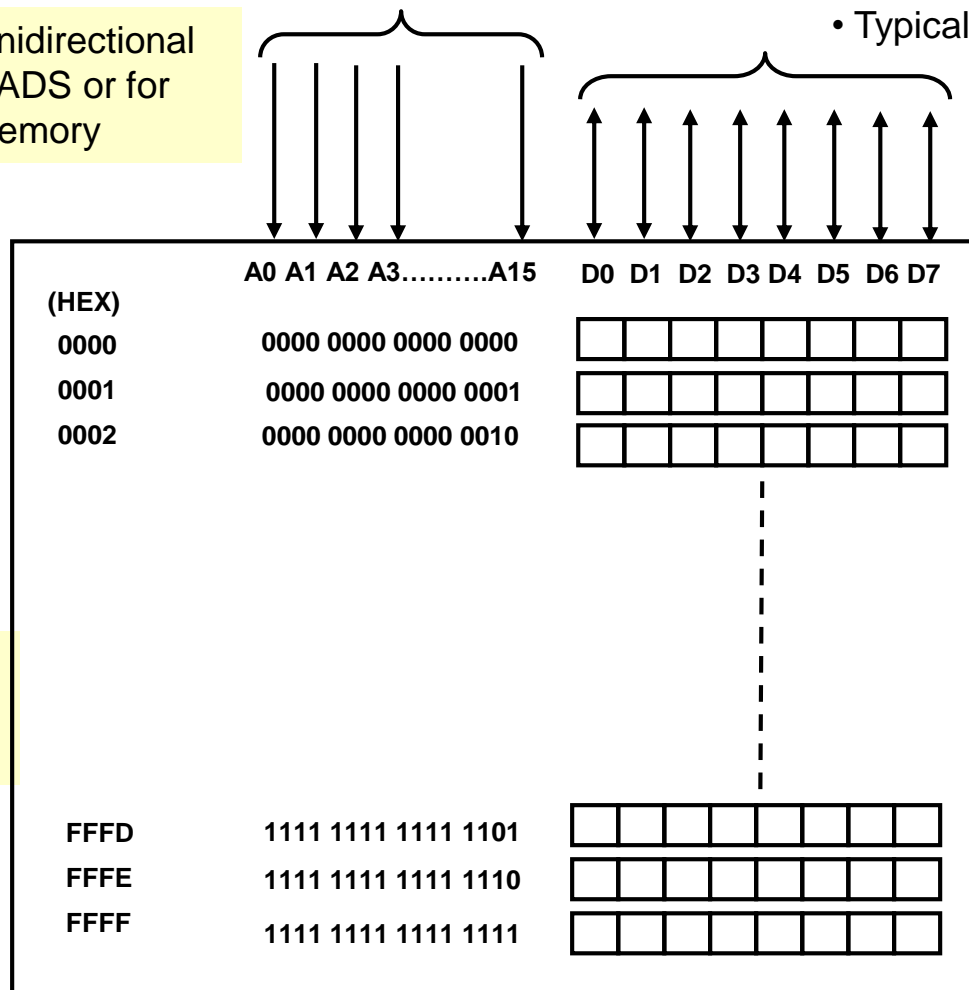 nidirectional
ADS or for
emory
• Typical
A0 A1 A2 A3..........A15 D0 D1 D2 D3 D4 D5 D6 D7
(HEX)
0000 0000 0000 0000 0000
0001 0000 0000 0000 0001
0002 0000 0000 0000 0010
FFFD 1111 1111 1111 1101
FFFE 1111 1111 1111 1110
FFFF 1111 1111 1111 1111